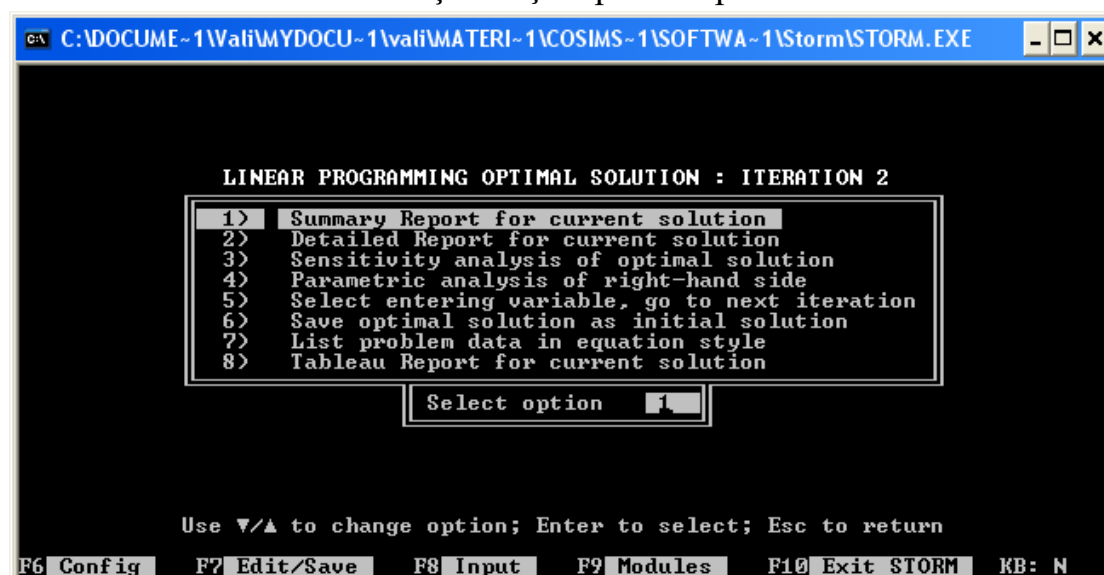 C:\DOCUME~1\Vali\MYDOCU~1\vali\MATERI~1\COSIMS~1\SOFTWA~1\Storm\STORM.EXE
LINEAR PROGRAMMING OPTIMAL SOLUTION : ITERATION 2
1) Summary Report for current solution
2) Detailed Report for current solution
3) Sensitivity analysis of optimal solution
4) Parametric analysis of right-hand side
5) Select entering variable, go to next iteration
6) Save optimal solution as initial solution
7) List problem data in equation style
8) Tableau Report for current solution
Select option 1
Use ▼/▲ to change option; Enter to select; Esc to return
F6 Config F7 Edit/Save F8 Input F9 Modules F10 Exit STORM KB: N